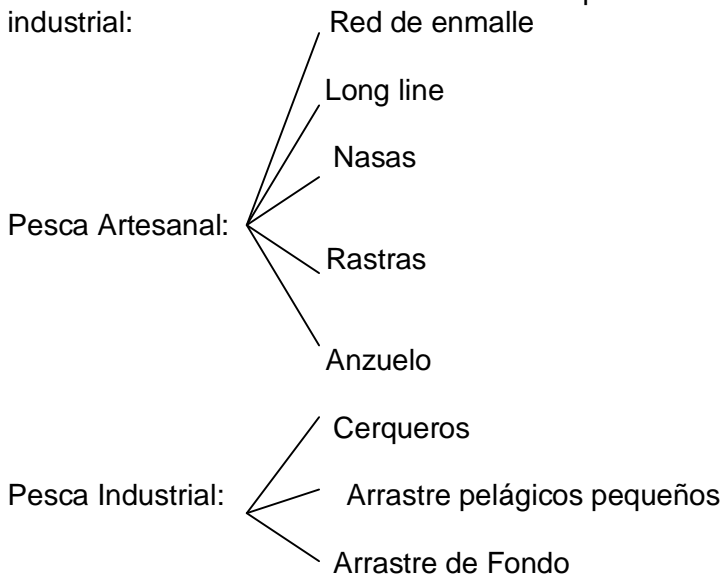 industrial:
Red de enmalle
Long line
Nasas
Pesca Artesanal:
Rastras
Anzuelo
Cerqueros
Pesca Industrial:
Arrastre pelágicos pequeños
Arrastre de Fondo